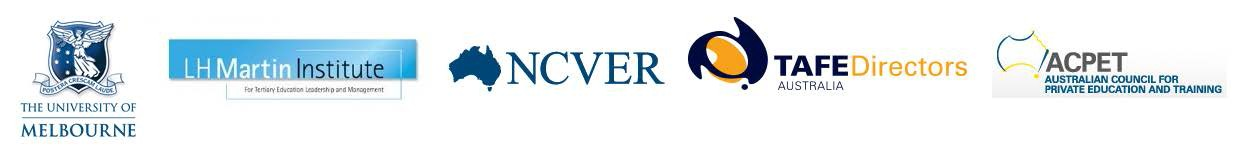 POSTERA CRESCAM LAUDE
THE UNIVERSITY OF
MELBOURNE
LH Martin Institute
For Tertiary Education Leadership and Management
NCVER
TAFE Directors
AUSTRALIA
ACPET
AUSTRALIAN COUNCIL FOR
PRIVATE EDUCATION AND TRAINING